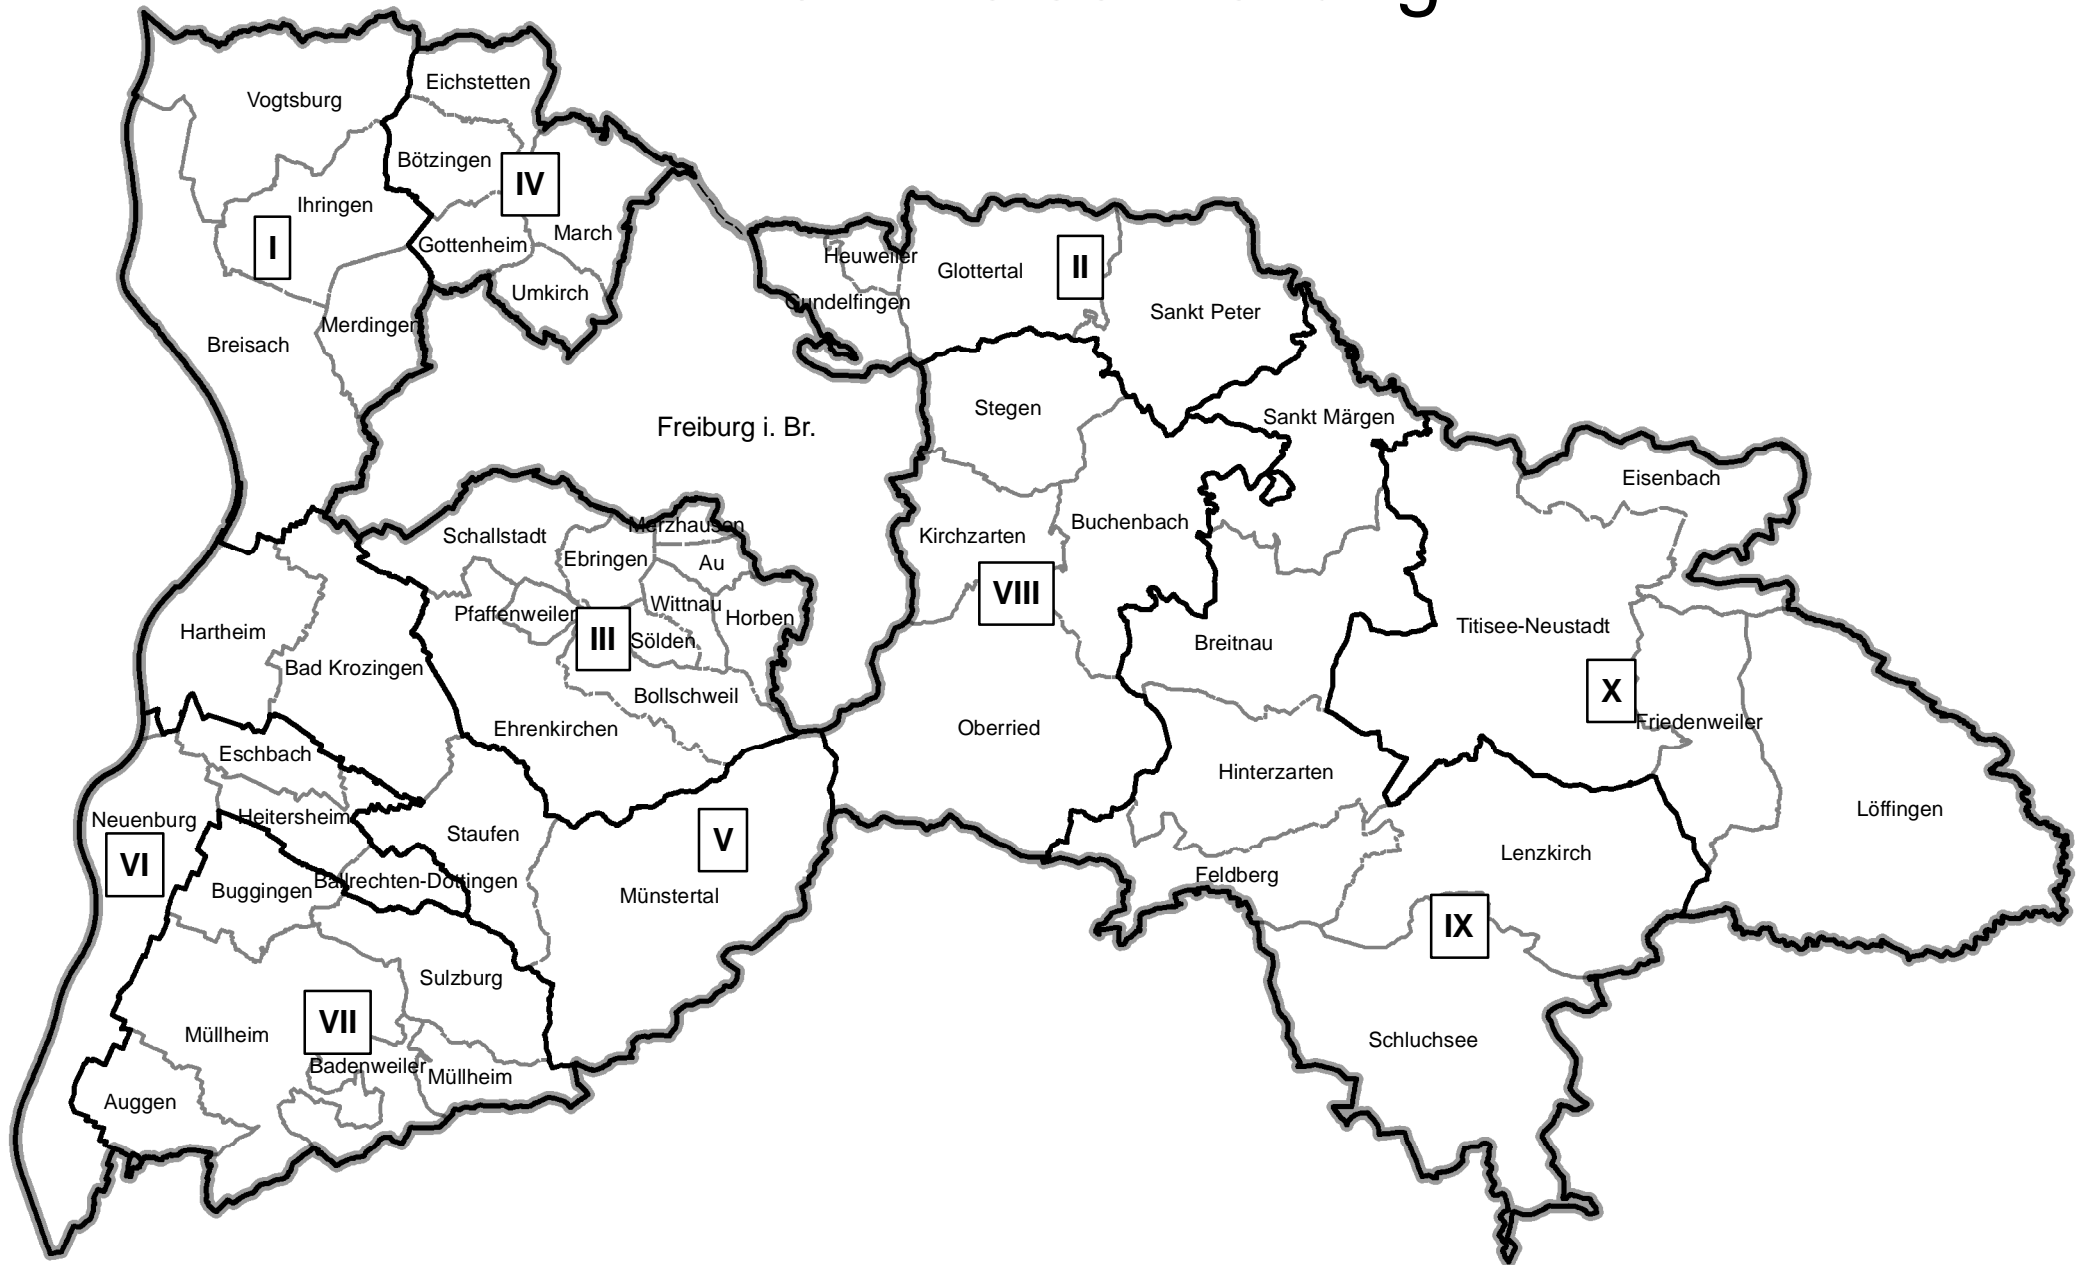 Vogtsburg
Eichstetten
Bötzingen
IV
Ihringen
I
March
Gottenheim
Umkirch
Merdingen
Breisach
Heuweiler
Glottertal
II
Gundelfingen
Sankt Peter
Stegen
Sankt Märgen
Freiburg i. Br.
Eisenbach
Schallstadt
Merzhausen
Ebringen
Au
Kirchzarten
Buchenbach
VIII
Pfaffenweiler
Wittnau
Horben
III
Sölden
Hartheim
Bad Krozingen
Bollschweil
Breitnau
Titisee-Neustadt
X
Friedenweiler
Ehrenkirchen
Oberried
Eschbach
Hinterzarten
Neuenburg
Heitersheim
Staufen
V
Löffingen
VI
Lenzkirch
Buggingen
Ballrechten-Dottingen
Münstertal
Feldberg
IX
Sulzburg
VII
Müllheim
Schluchsee
Badenweiler
Müllheim
Auggen